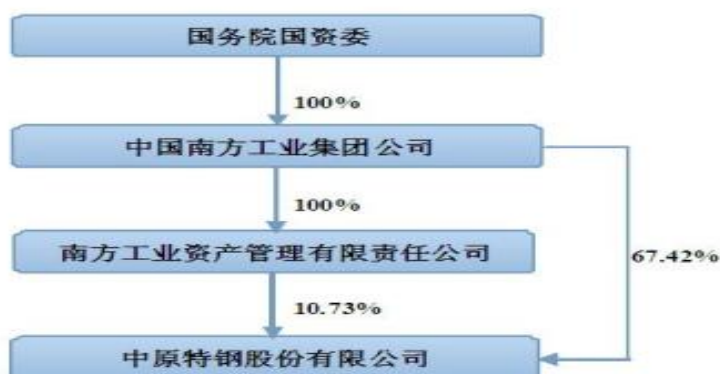 国务院国资委
100%
中国南方工业集团公司
100%
南方工业资产管理有限责任公司
67.42%
10.73%
中原特钢股份有限公司